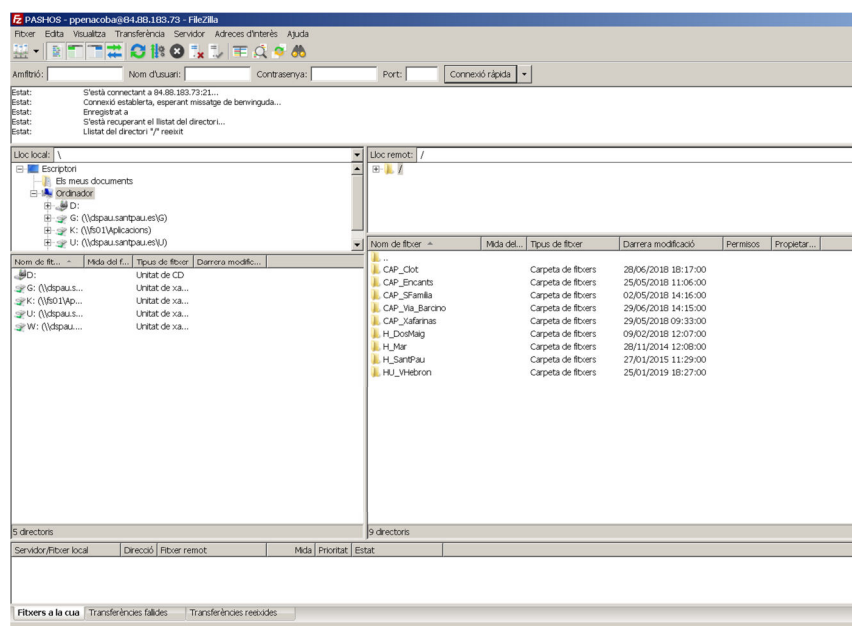 PASHOS - ppenacoba@84.88.183.73 - FileZilla
Fitxer Edita Visualitza Transferència Servidor Adreces d'interès Ajuda
Amfitrió: Nom d'usuari: Contrasenya: Port: Connexió ràpida
Estat: S'està connectant a 84.88.183.73:21...
Estat: Connexió establerta, esperant missatge de benvinguda...
Estat: Enregistrat a
Estat: S'està recuperant el llistat del directori...
Estat: Llistat del directori "/" reeixit
Lloc local: \
Escriptori
Els meus documents
Ordinador
D:
G: (\\dspau.santpau.es\G)
K: (\\fs01\Aplicacions)
U: (\\dspau.santpau.es\U)
Nom de fit... Mida del f... Tipus de fitxer Darrera modific...
D: Unitat de CD
G: (\\dspau.s... Unitat de xa...
K: (\\fs01\Ap... Unitat de xa...
U: (\\dspau.s... Unitat de xa...
W: (\\dspau.... Unitat de xa...
5 directoris
Lloc remot: /
/
Nom de fitxer Mida del... Tipus de fitxer Darrera modificació Permisos Propietar...
..
CAP_Clot Carpeta de fitxers 28/06/2018 18:17:00
CAP_Encants Carpeta de fitxers 25/05/2018 11:06:00
CAP_SFamilia Carpeta de fitxers 02/05/2018 14:16:00
CAP_Via_Barcino Carpeta de fitxers 29/06/2018 14:15:00
CAP_Xafarinas Carpeta de fitxers 29/05/2018 09:33:00
H_DosMaig Carpeta de fitxers 09/02/2018 12:07:00
H_Mar Carpeta de fitxers 28/11/2014 12:08:00
H_SantPau Carpeta de fitxers 27/01/2015 11:29:00
HU_VHebron Carpeta de fitxers 25/01/2019 18:27:00
9 directoris
Servidor/Fitxer local Direcció Fitxer remot Mida Prioritat Estat
Fitxers a la cua Transferències fallides Transferències reeixides